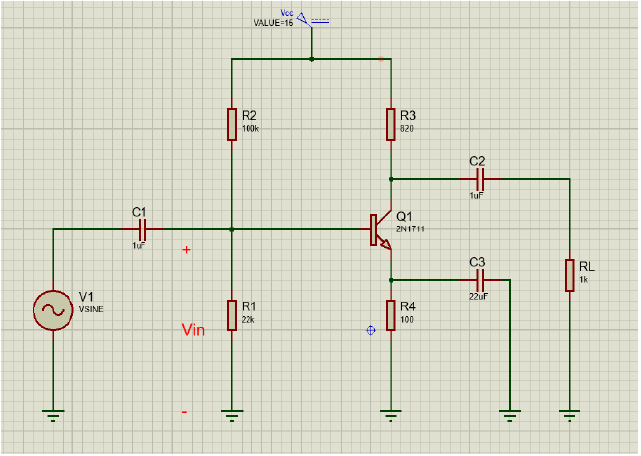 Vcc
VALUE=15
R2
100k
R3
820
C2
1uF
C1
1uF
Q1
2N1711
+
C3
22uF
RL
1k
V1
VSINE
R1
22k
R4
100
Vin
-